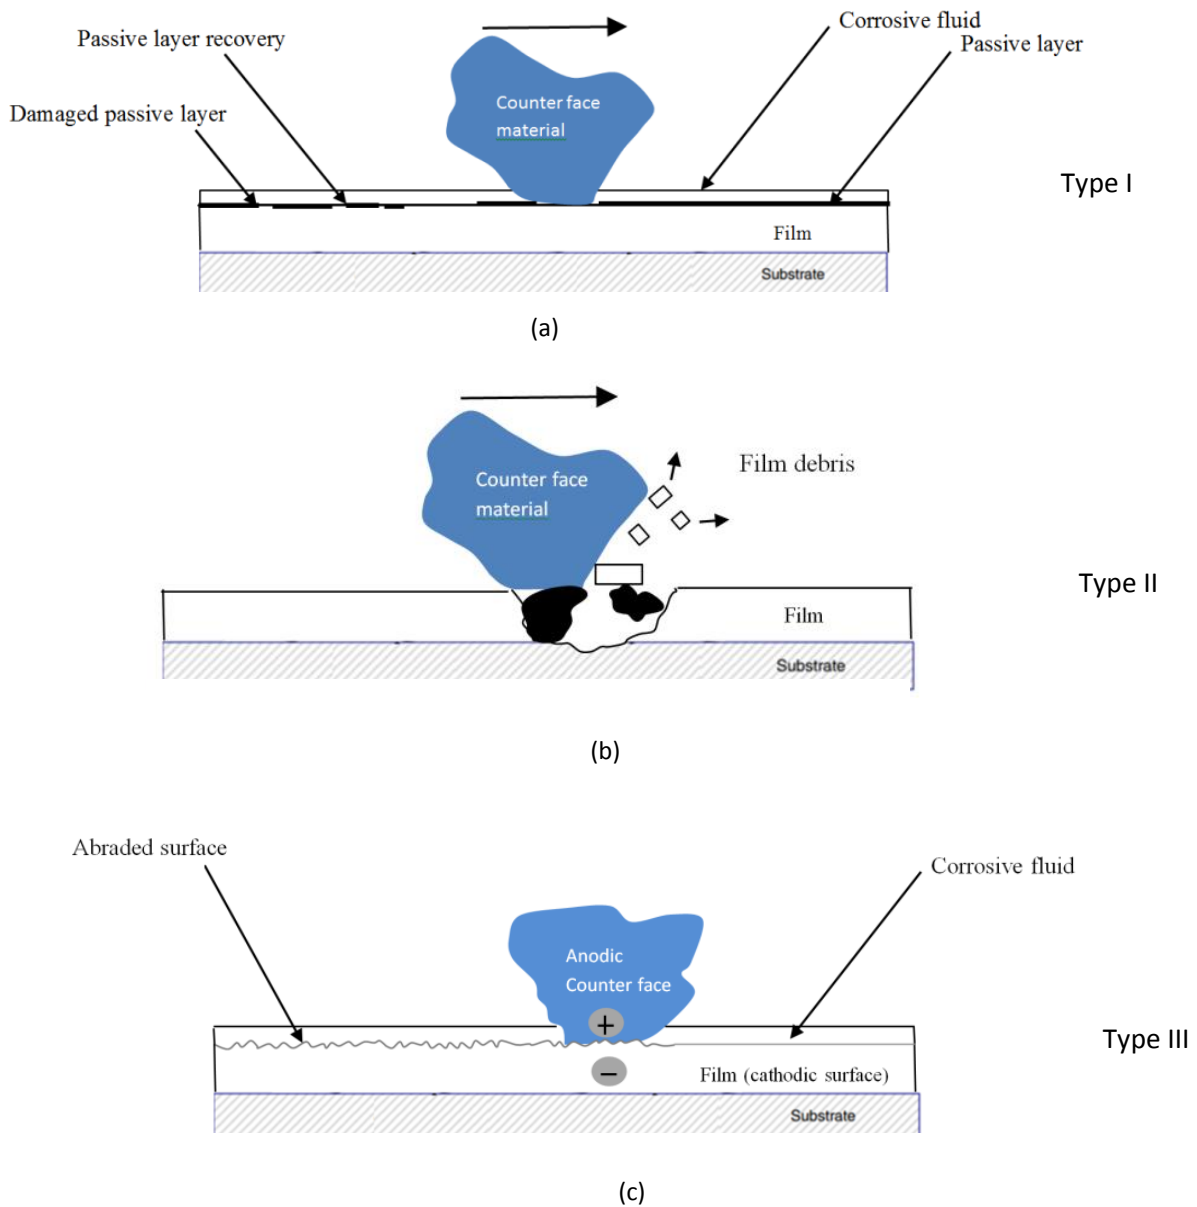 Corrosive fluid
Passive layer recovery
Passive layer
Damaged passive layer
Counter face
material
Type I
Film
Substrate
(a)
Counter face
material
Film debris
Type II
Film
Substrate
(b)
Abraded surface
Corrosive fluid
Anodic
Counter face
+
Type III
−
Film (cathodic surface)
Substrate
(c)